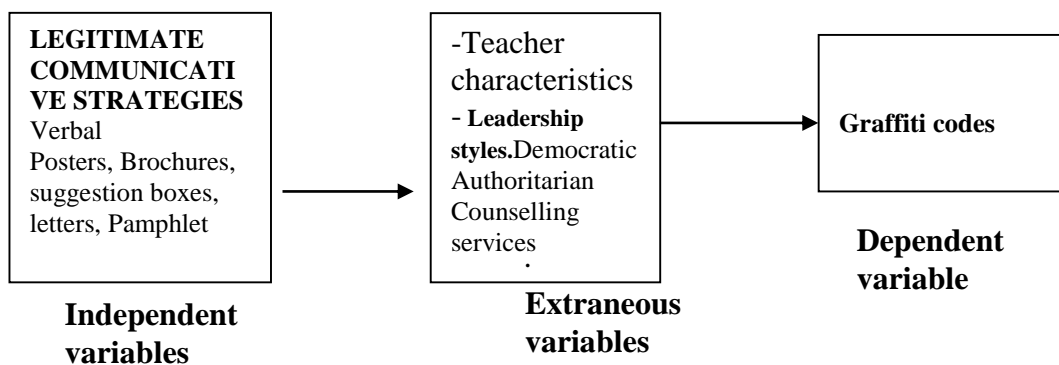 LEGITIMATE
COMMUNICATI
VE STRATEGIES
Verbal
Posters, Brochures,
suggestion boxes,
letters, Pamphlet
Independent
variables
-Teacher
characteristics
- Leadership
styles.Democratic
Authoritarian
Counselling
services
.
Extraneous
variables
Graffiti codes
Dependent
variable